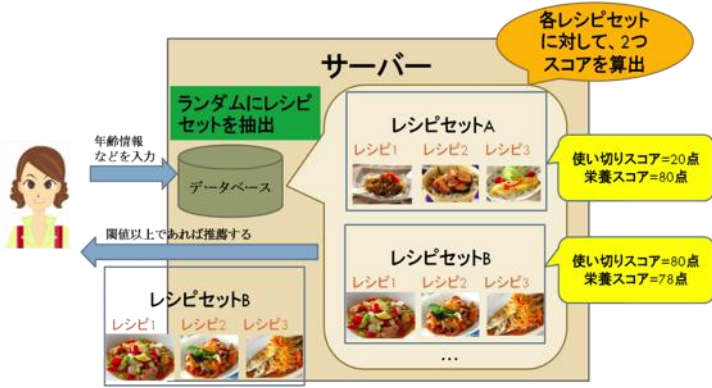 各レシピセット
に対して、2つ
スコアを算出
サーバー
ランダムにレシピ
セットを抽出
年齢情報
などを入力
データベース
レシピセットA
レシピ1 レシピ2 レシピ3
使い切りスコア=20点
栄養スコア=80点
閾値以上であれば推薦する
レシピセットB
レシピ1 レシピ2 レシピ3
使い切りスコア=80点
栄養スコア=78点
レシピセットB
レシピ1 レシピ2 レシピ3
…